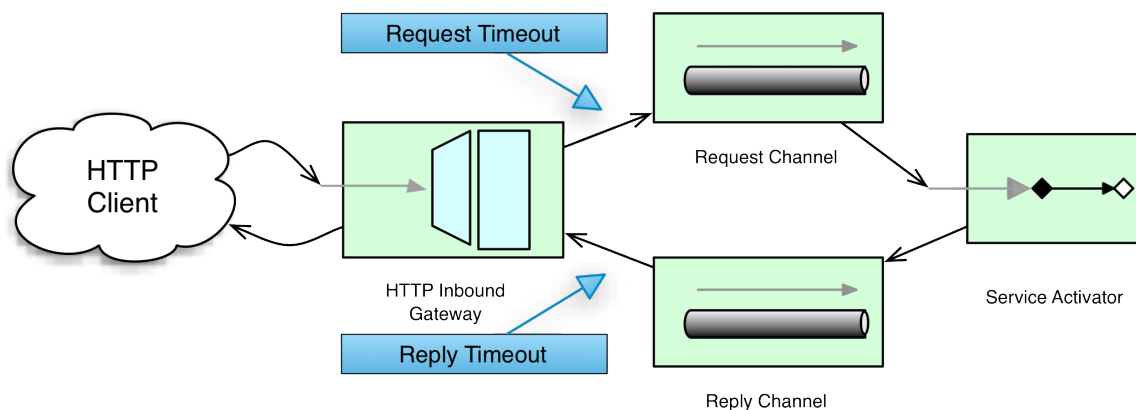 Request Timeout
HTTP
Client
Request Channel
HTTP Inbound
Gateway
Service Activator
Reply Timeout
Reply Channel